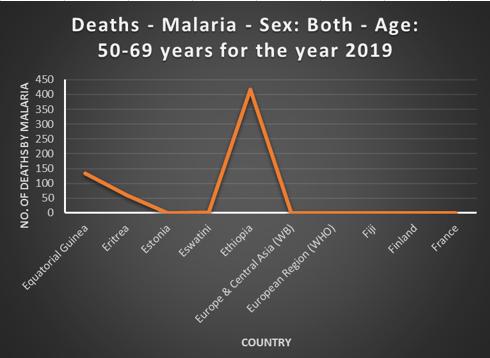 Deaths - Malaria - Sex: Both - Age:
50-69 years for the year 2019
NO. OF DEATHS BY MALARIA
450
400
350
300
250
200
150
100
50
0
Equatorial Guinea
Eritrea
Estonia
Eswatini
Ethiopia
Europe & Central Asia (WB)
European Region (WHO)
Fiji
Finland
France
COUNTRY